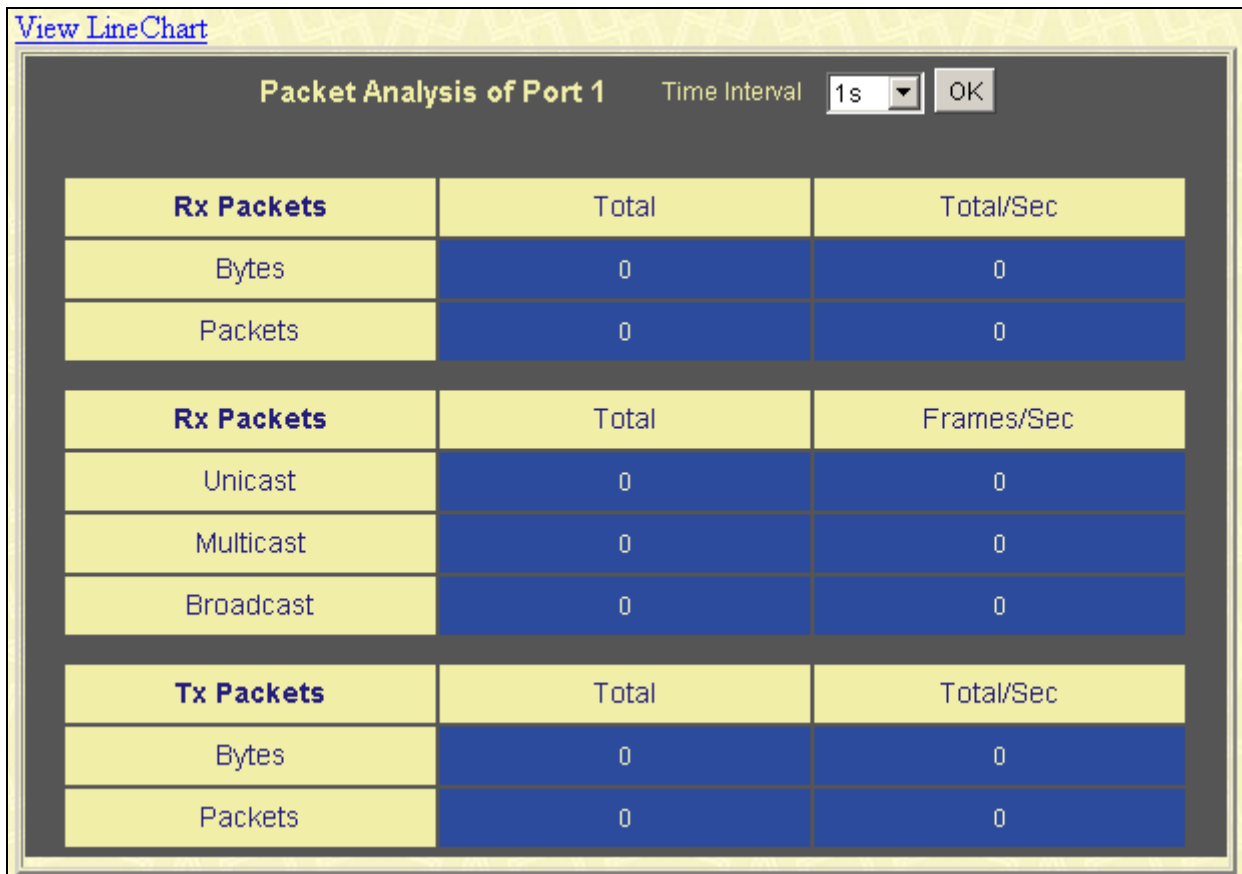 View LineChart
Packet Analysis of Port 1 Time Interval 1s OK
Rx Packets Total Total/Sec
Bytes 0 0
Packets 0 0
Rx Packets Total Frames/Sec
Unicast 0 0
Multicast 0 0
Broadcast 0 0
Tx Packets Total Total/Sec
Bytes 0 0
Packets 0 0